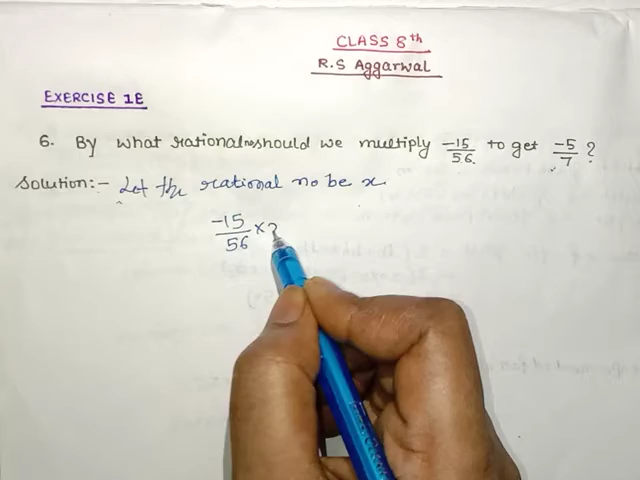 CLASS 8th
R.S Aggarwal
EXERCISE 1E
6. By what rational no should we multiply -15/56 to get -5/7 ?
Solution:- Let the rational no be x
-15/56 ×